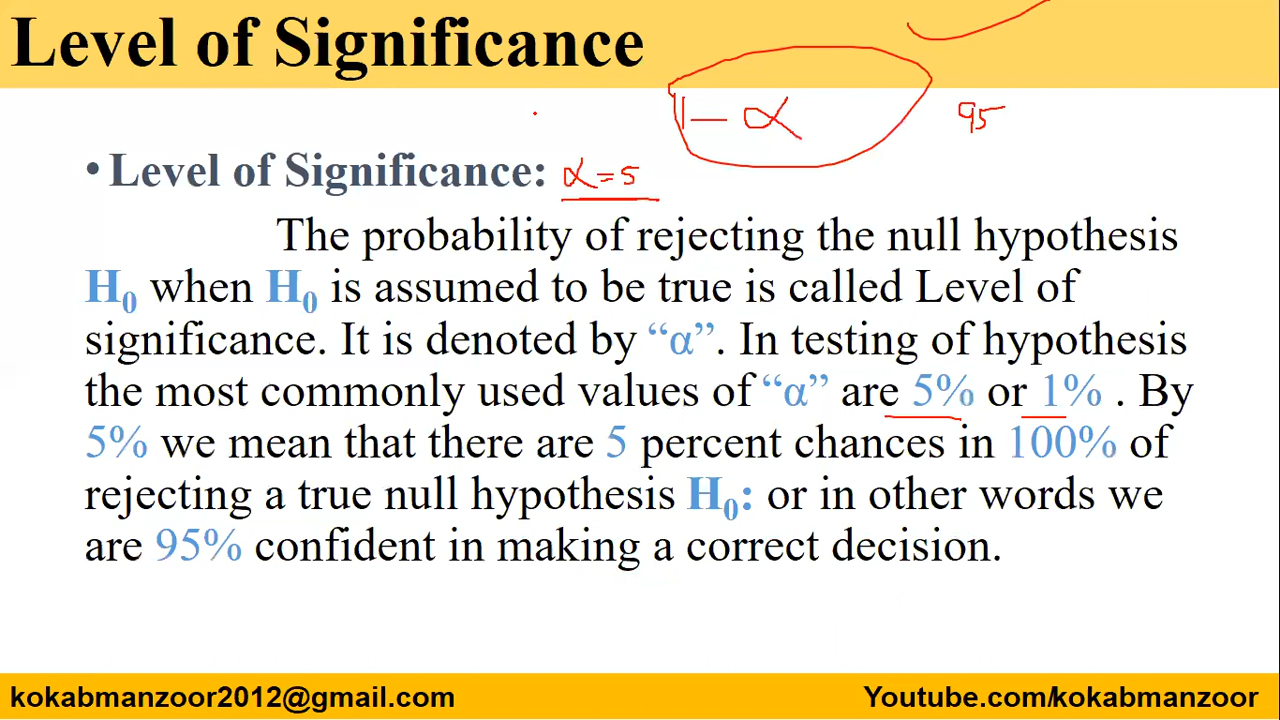 Level of Significance
1 - α 95
• Level of Significance: α = 5
The probability of rejecting the null hypothesis
H₀ when H₀ is assumed to be true is called Level of
significance. It is denoted by “α”. In testing of hypothesis
the most commonly used values of “α” are 5% or 1% . By
5% we mean that there are 5 percent chances in 100% of
rejecting a true null hypothesis H₀: or in other words we
are 95% confident in making a correct decision.
kokabmanzoor2012@gmail.com Youtube.com/kokabmanzoor